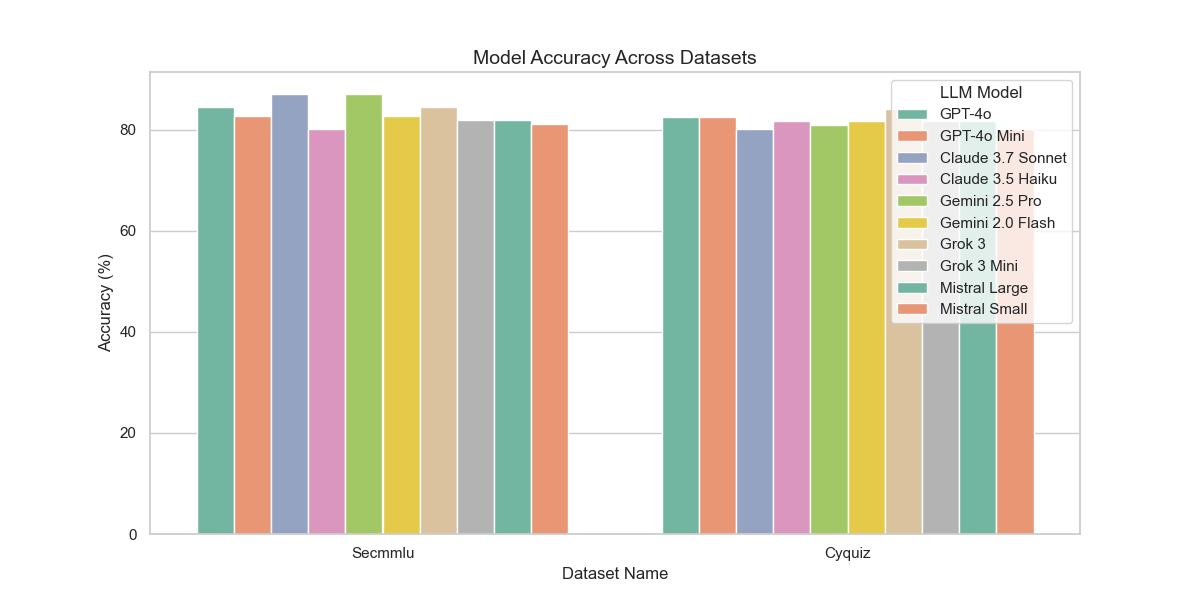 Model Accuracy Across Datasets
LLM Model
GPT-4o
GPT-4o Mini
Claude 3.7 Sonnet
Claude 3.5 Haiku
Gemini 2.5 Pro
Gemini 2.0 Flash
Grok 3
Grok 3 Mini
Mistral Large
Mistral Small
Accuracy (%)
80
60
40
20
0
Secmmlu
Cyquiz
Dataset Name